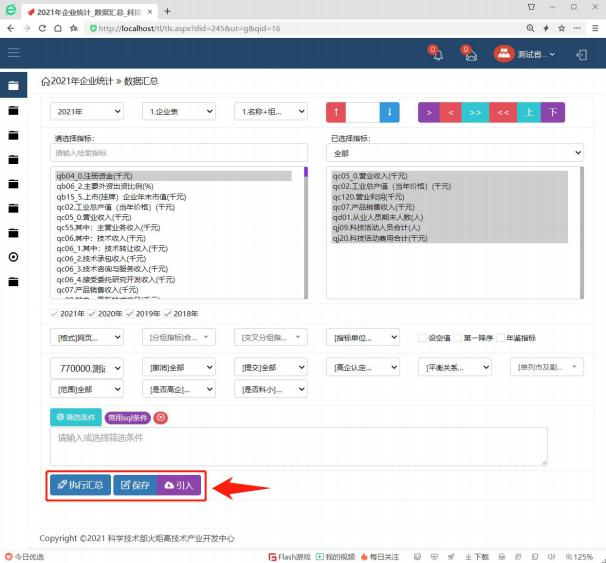 2021年企业统计_数据汇总_科技
http://localhost/tl/tls.aspx?did=245&ut=g&qid=16
0
0
测试省..
2021年企业统计 » 数据汇总
2021年
1.企业表
1.名称+组...
↑
↓
> < >> << 上 下
请选择指标:
请输入检索指标
qb04_0.注册资金(千元)
qb06_2.主要外资出资比例(%)
qb15_5.上市(挂牌) 企业年末市值(千元)
qc02.工业总产值（当年价格）(千元)
qc05_0.营业收入(千元)
qc55.其中：主营业务收入(千元)
qc06.其中：技术收入(千元)
qc06_1.其中：技术转让收入(千元)
qc06_2.技术承包收入(千元)
qc06_3.技术咨询与服务收入(千元)
qc06_4.接受委托研究开发收入(千元)
qc07.产品销售收入(千元)
已选择指标:
全部
qc05_0.营业收入(千元)
qc02.工业总产值（当年价格）(千元)
qc120.营业利润(千元)
qc07.产品销售收入(千元)
qd01.从业人员期末人数(人)
qj09.科技活动人员合计(人)
qj20.科技活动费用合计(千元)
2021年 2020年 2019年 2018年
[格式]网页...
[分组指标]合...
[交叉分组指...
[指标单位...
设空值 第一降序 年鉴指标
770000.测
[撤消]全部
[提交]全部
[高企认定...
[平衡关系...
[单列市及副...
[范围]全部
[是否高企]...
[是否科小]...
筛选条件 常用sql条件
请输入或选择筛选条件
执行汇总 保存 引入
Copyright ©2021 科学技术部火炬高技术产业开发中心
今日优选
Flash游戏 我的视频 每日关注 下载 125%